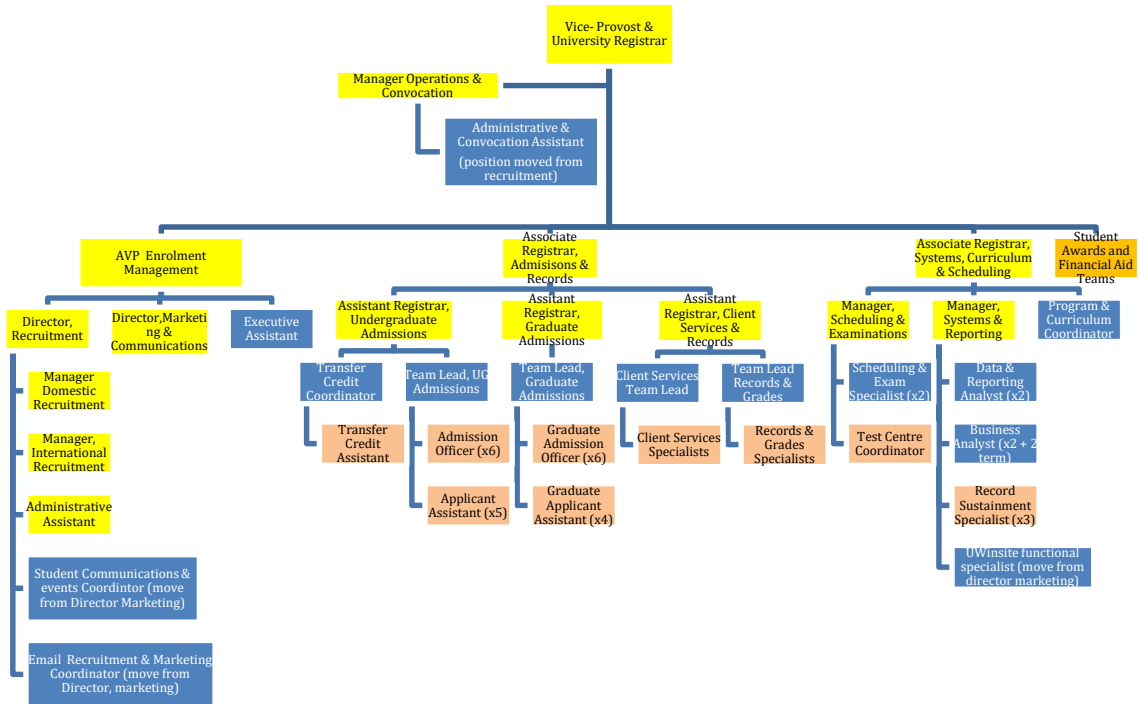 Vice- Provost &
University Registrar
Manager Operations &
Convocation
Administrative &
Convocation Assistant
(position moved from
recruitment)
AVP  Enrolment
Management
Associate
Registrar,
Admisisons &
Records
Associate Registrar,
Systems, Curriculum
& Scheduling
Student
Awards and
Financial Aid
Teams
Director,
Recruitment
Director,Marketi
ng &
Communications
Executive
Assistant
Assistant Registrar,
Undergraduate
Admissions
Assitant
Registrar,
Graduate
Admissions
Assistant
Registrar, Client
Services &
Records
Manager,
Scheduling &
Examinations
Manager,
Systems &
Reporting
Program &
Curriculum
Coordinator
Manager
Domestic
Recruitment
Manager,
International
Recruitment
Administrative
Assistant
Student Communications &
events Coordintor (move
from Director Marketing)
Email  Recruitment & Marketing
Coordinator (move from
Director, marketing)
Transfer
Credit
Coordinator
Transfer
Credit
Assistant
Team Lead, UG
Admissions
Admission
Officer (x6)
Applicant
Assistant (x5)
Team Lead,
Graduate
Admissions
Graduate
Admission
Officer (x6)
Graduate
Applicant
Assistant (x4)
Client Services
Team Lead
Client Services
Specialists
Team Lead
Records &
Grades
Records &
Grades
Specialists
Scheduling &
Exam
Specialist (x2)
Test Centre
Coordinator
Data &
Reporting
Analyst (x2)
Business
Analyst (x2 + 2
term)
Record
Sustainment
Specialist (x3)
UWinsite functional
specialist (move from
director marketing)